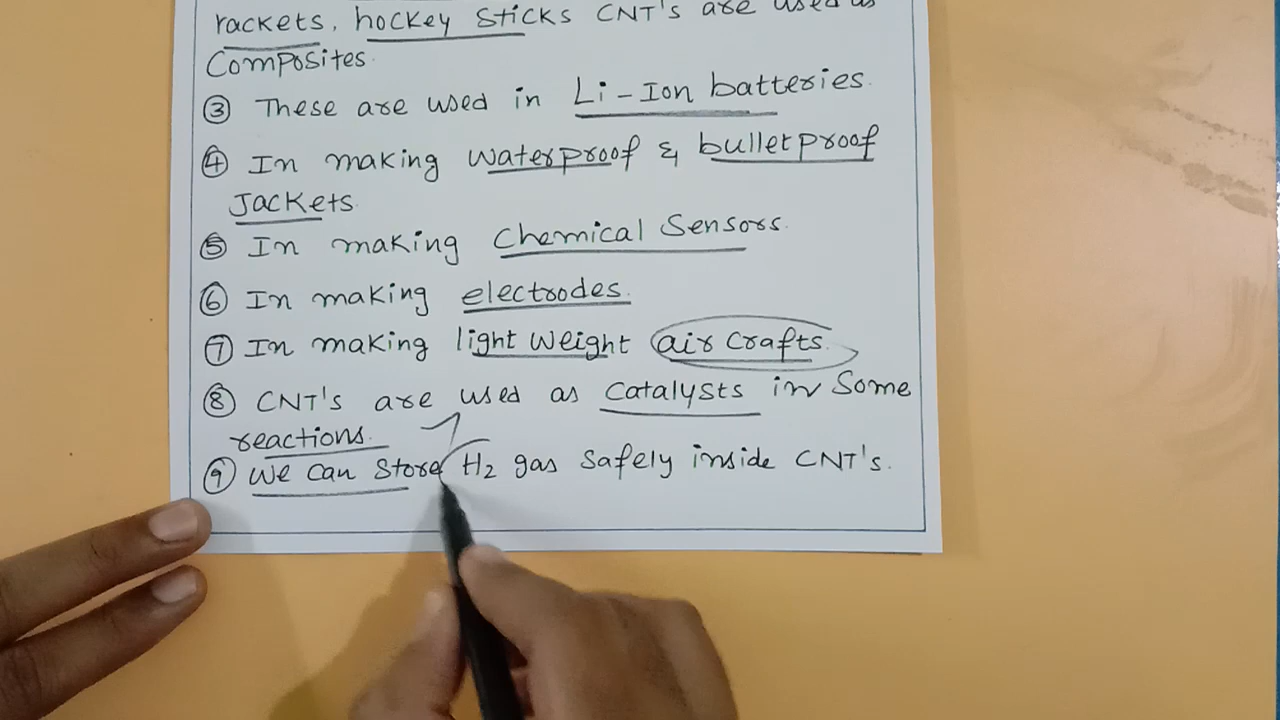 rackets, hockey Sticks CNT's are used as
Composites.
③ These are used in Li-Ion batteries.
④ In making waterproof & bulletproof
Jackets
⑤ In making Chemical Sensors.
⑥ In making electrodes.
⑦ In making light weight air crafts.
⑧ CNT's are used as Catalysts in Some
reactions.
⑨ We Can Store H2 gas Safely inside CNT's.